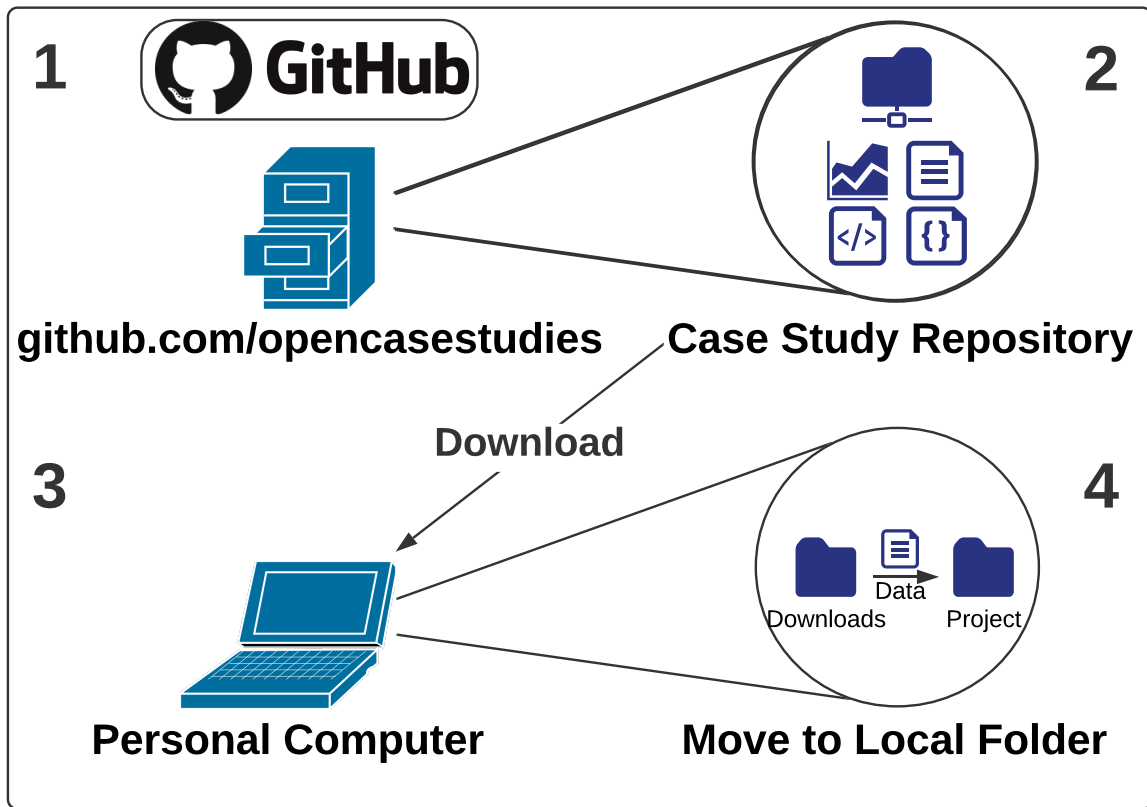 1
GitHub
2
</>
{}
github.com/opencasestudies
Case Study Repository
Download
3
4
Data
Downloads
Project
Personal Computer
Move to Local Folder